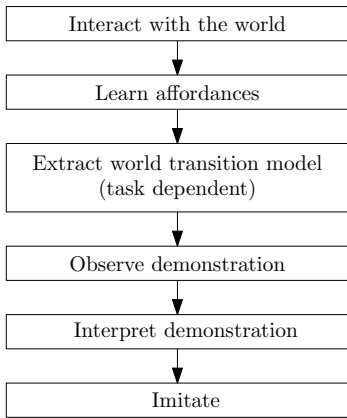 Interact with the world
Learn affordances
Extract world transition model
(task dependent)
Observe demonstration
Interpret demonstration
Imitate